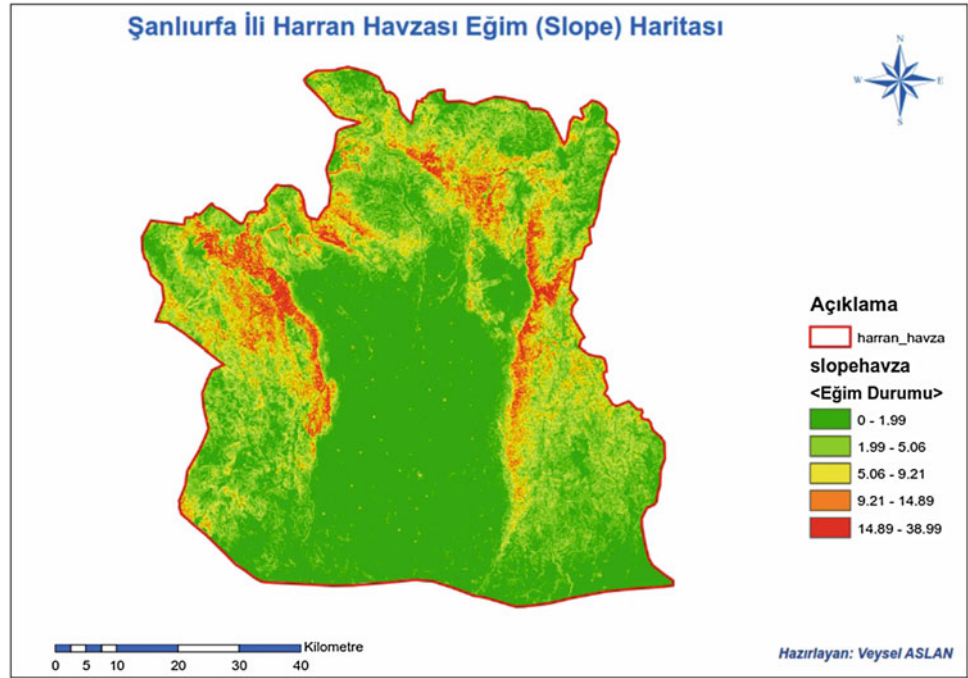 Şanlıurfa İli Harran Havzası Eğim (Slope) Haritası
N
W E
S
Açıklama
harran_havza
slopehavza
<Eğim Durumu>
0 - 1.99
1.99 - 5.06
5.06 - 9.21
9.21 - 14.89
14.89 - 38.99
Kilometre
0 5 10 20 30 40
Hazırlayan: Veysel ASLAN